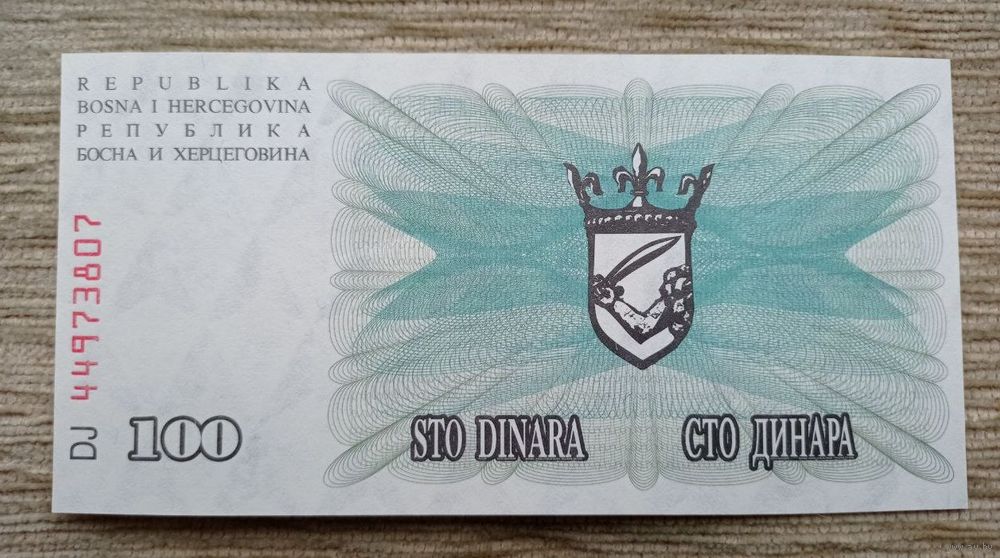 REPUBLIKA
BOSNA I HERCEGOVINA
РЕПУБЛИКА
БОСНА И ХЕРЦЕГОВИНА
DJ 44973807
100
STO DINARA
СТО ДИНАРА